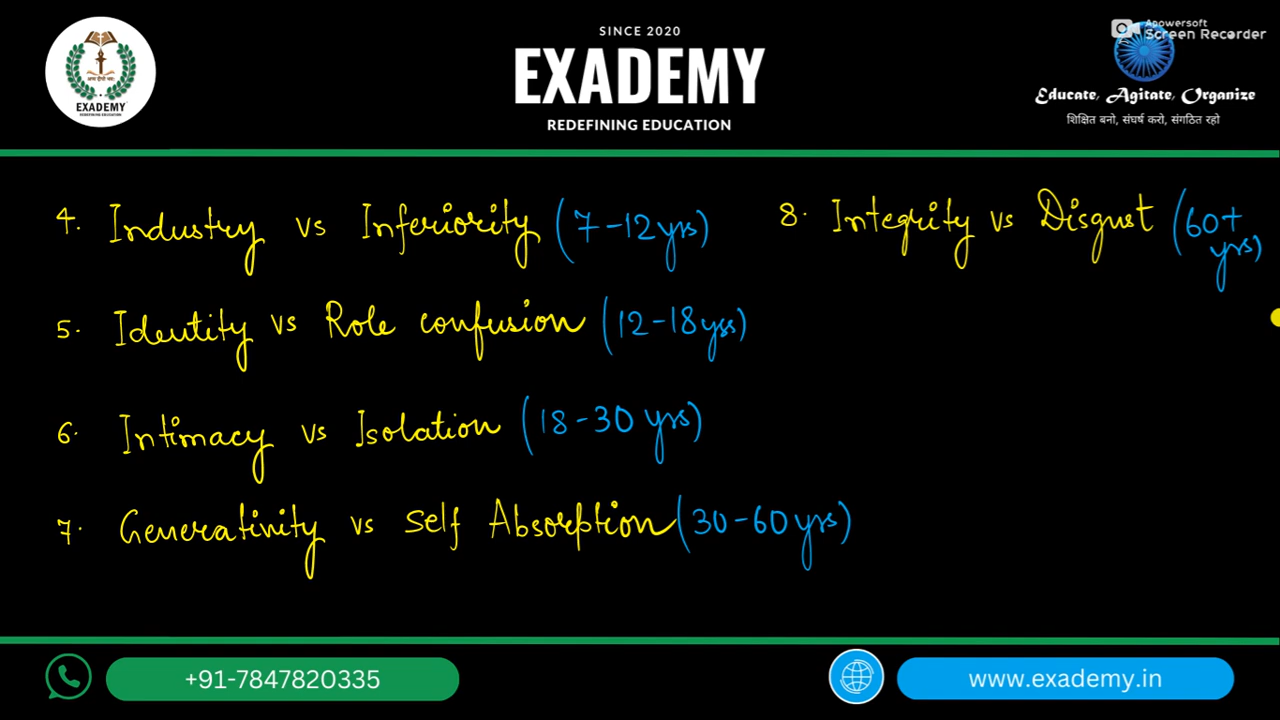 SINCE 2020
EXADEMY
REDEFINING EDUCATION
EXADEMY
REDEFINING EDUCATION
Apowersoft
Screen Recorder
Educate, Agitate, Organize
शिक्षित बनो, संघर्ष करो, संगठित रहो
4. Industry vs Inferiority (7-12 yrs)
5. Identity vs Role confusion (12-18 yrs)
6. Intimacy vs Isolation (18-30 yrs)
7. Generativity vs Self Absorption (30-60 yrs)
8. Integrity vs Disgust (60+
yrs)
+91-7847820335
www.exademy.in